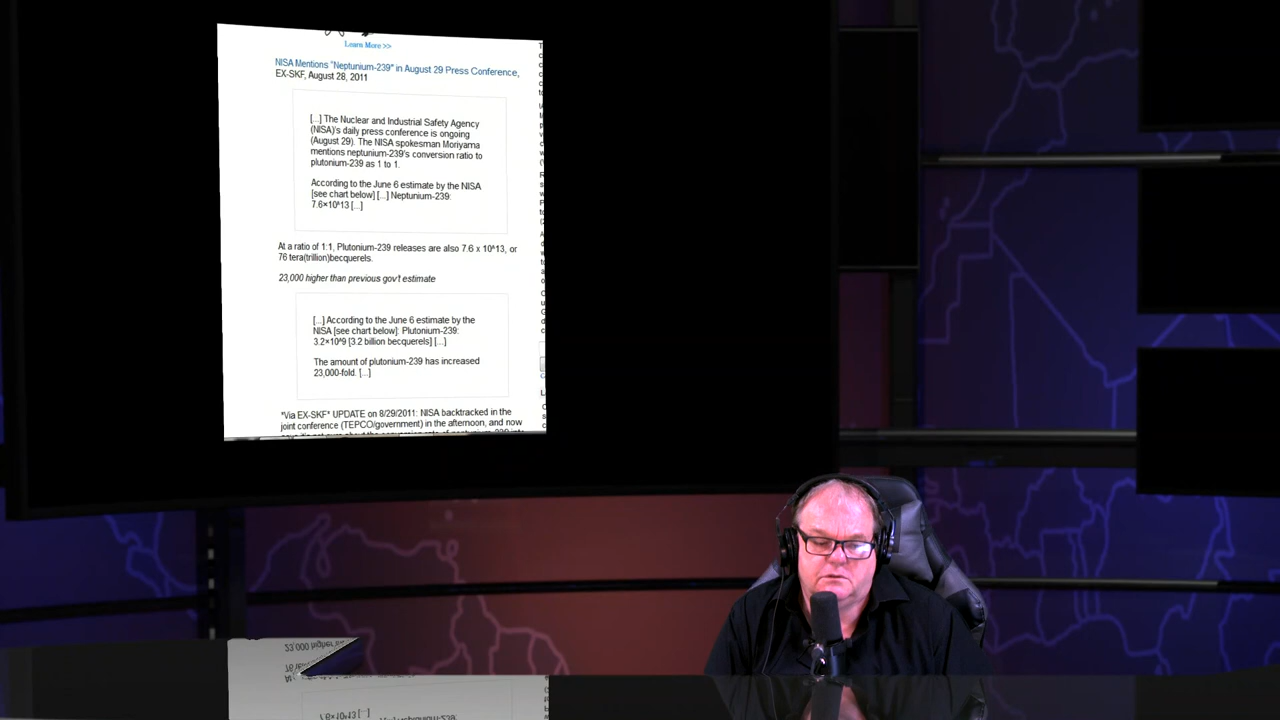 Learn More >>
NISA Mentions "Neptunium-239" in August 29 Press Conference,
EX-SKF, August 28, 2011
[...] The Nuclear and Industrial Safety Agency
(NISA)'s daily press conference is ongoing
(August 29). The NISA spokesman Moriyama
mentions neptunium-239's conversion ratio to
plutonium-239 as 1 to 1.
According to the June 6 estimate by the NISA
[see chart below] [...] Neptunium-239:
7.6×10^13 [...]
At a ratio of 1:1, Plutonium-239 releases are also 7.6 x 10^13, or
76 tera(trillion)becquerels.
23,000 higher than previous gov't estimate
[...] According to the June 6 estimate by the
NISA [see chart below]: Plutonium-239:
3.2×10^9 [3.2 billion becquerels] [...]
The amount of plutonium-239 has increased
23,000-fold. [...]
*Via EX-SKF* UPDATE on 8/29/2011: NISA backtracked in the
joint conference (TEPCO/government) in the afternoon, and now